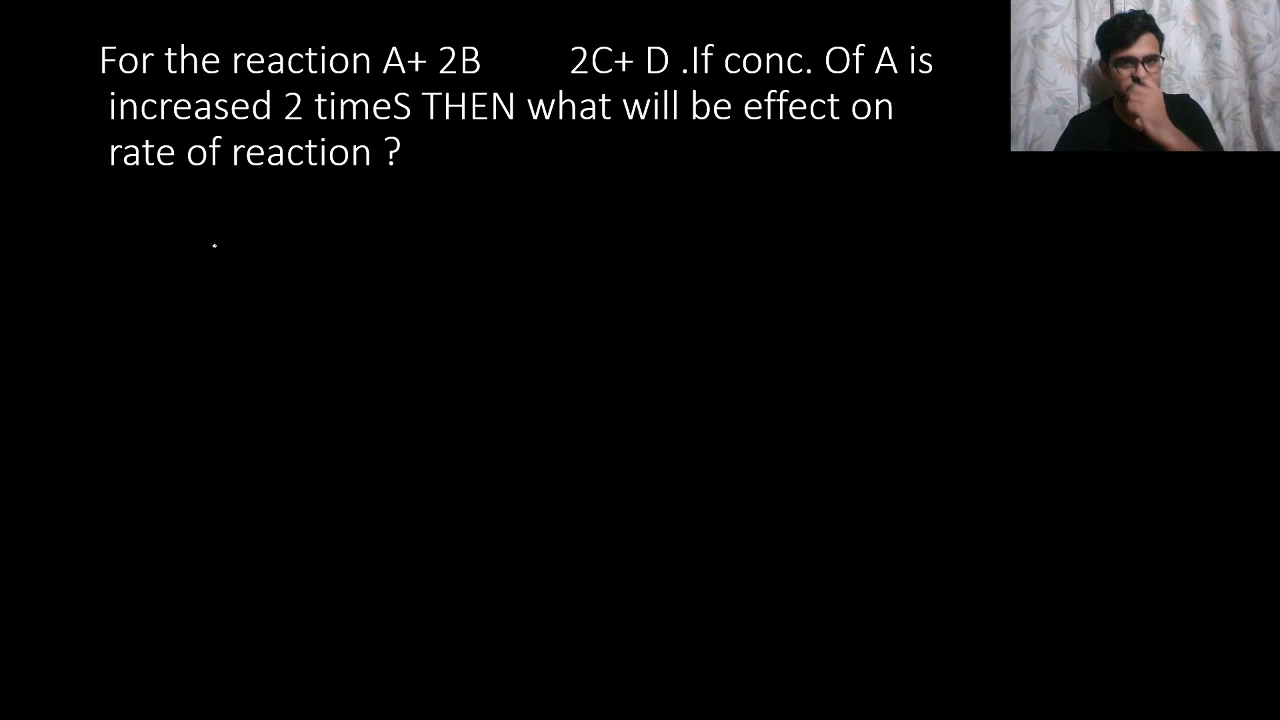 For the reaction A+ 2B 2C+ D .If conc. Of A is
increased 2 timeS THEN what will be effect on
rate of reaction ?